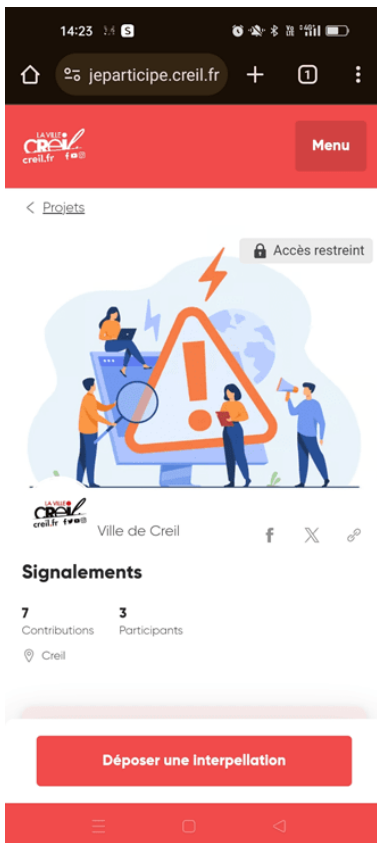 14:23
jeparticipe.creil.fr
1
LA VILLE
CREIL
creil.fr
Menu
Projets
Accès restreint
LA VILLE
CREIL
creil.fr
Ville de Creil
Signalements
7 3
Contributions Participants
Creil
Déposer une Interpellation